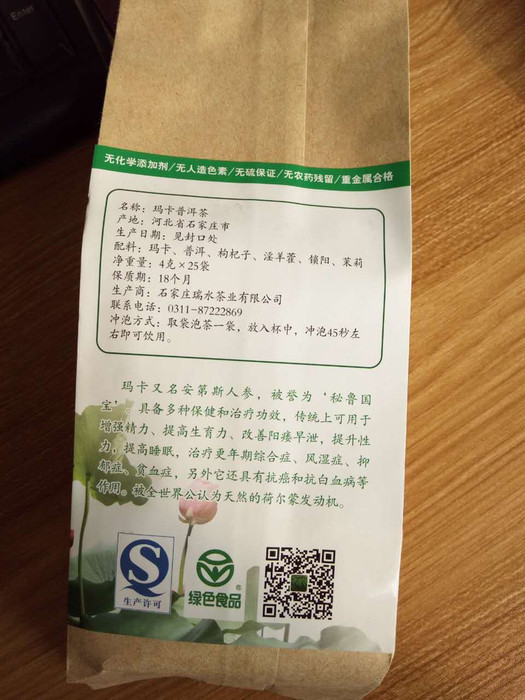 Enter
无化学添加剂/无人造色素/无硫保证/无农药残留/重金属合格
名称：玛卡普洱茶
产地：河北省石家庄市
生产日期：见封口处
配料：玛卡、普洱、枸杞子、淫羊藿、锁阳、茉莉
净重量：4克×25袋
保质期：18个月
生产商：石家庄瑞水茶业有限公司
联系电话：0311-87222869
冲泡方式：取袋泡茶一袋，放入杯中，冲泡45秒左
右即可饮用。
玛卡又名安第斯人参，被誉为‘秘鲁国
宝’，具备多种保健和治疗功效，传统上可用于
增强精力、提高生育力、改善阳痿早泄，提升性
力，提高睡眠，治疗更年期综合症、风湿症、抑
郁症、贫血症，另外它还具有抗癌和抗白血病等
作用。被全世界公认为天然的荷尔蒙发动机。
生产许可
绿色食品